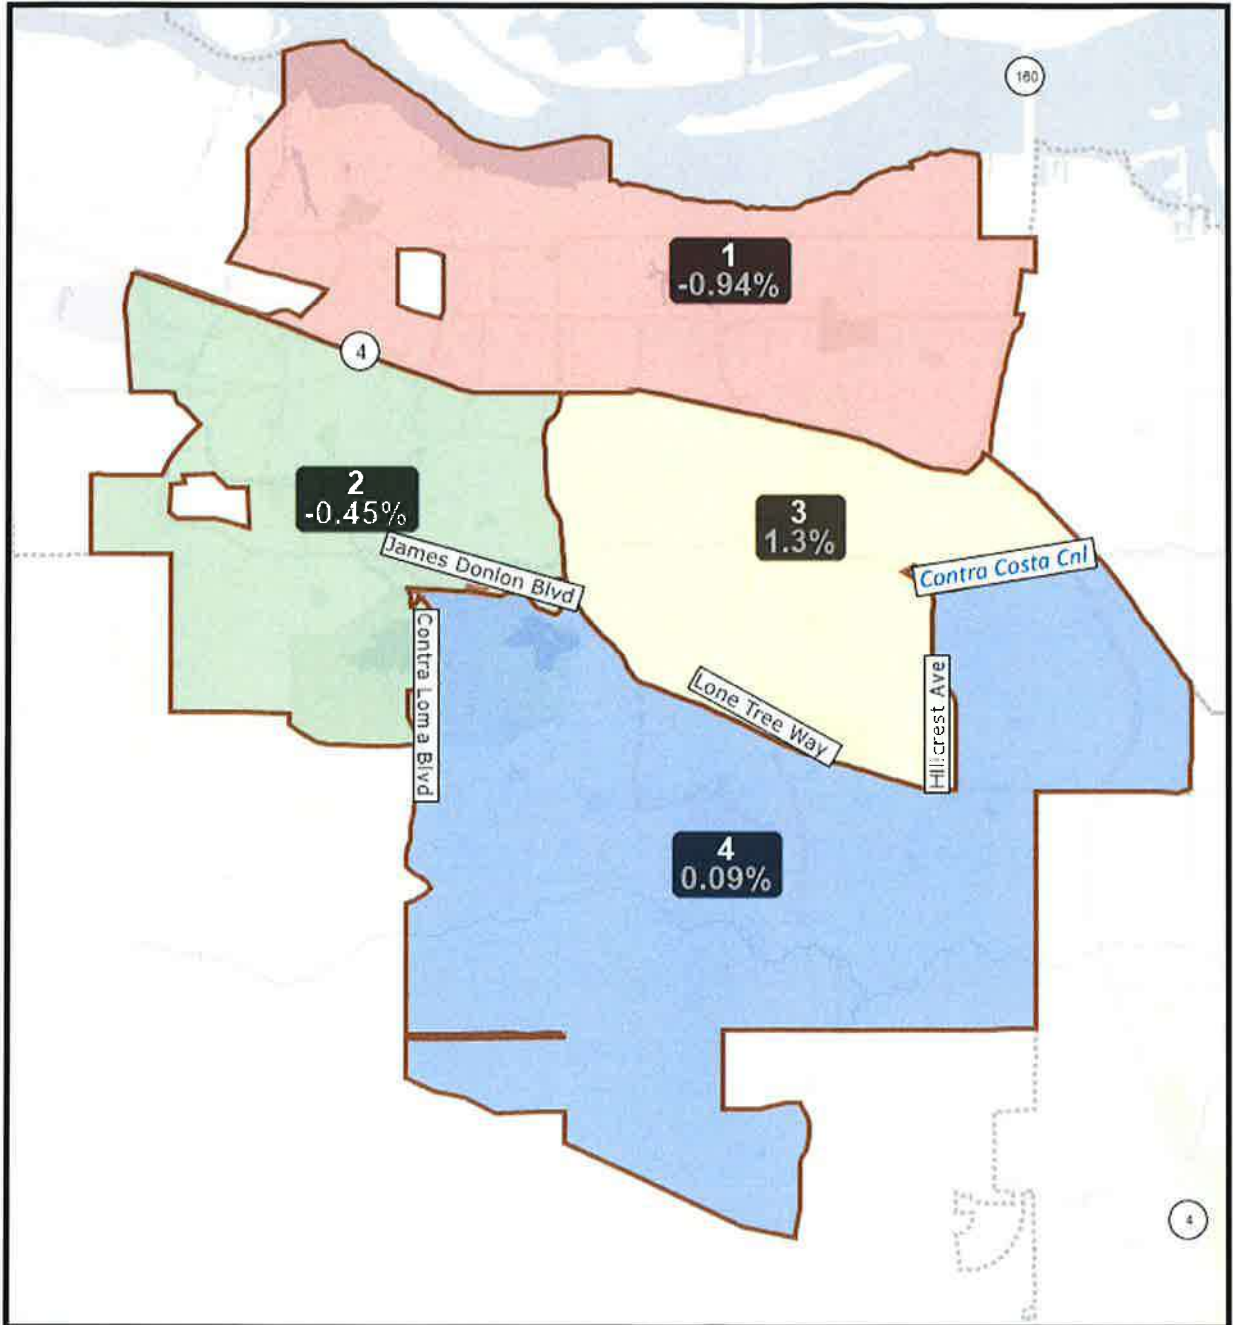 160
1
-0.94%
4
2
-0.45%
3
1.3%
James Donlon Blvd
Contra Costa Cnl
Contra Loma Blvd
Lone Tree Way
Hillcrest Ave
4
0.09%
4